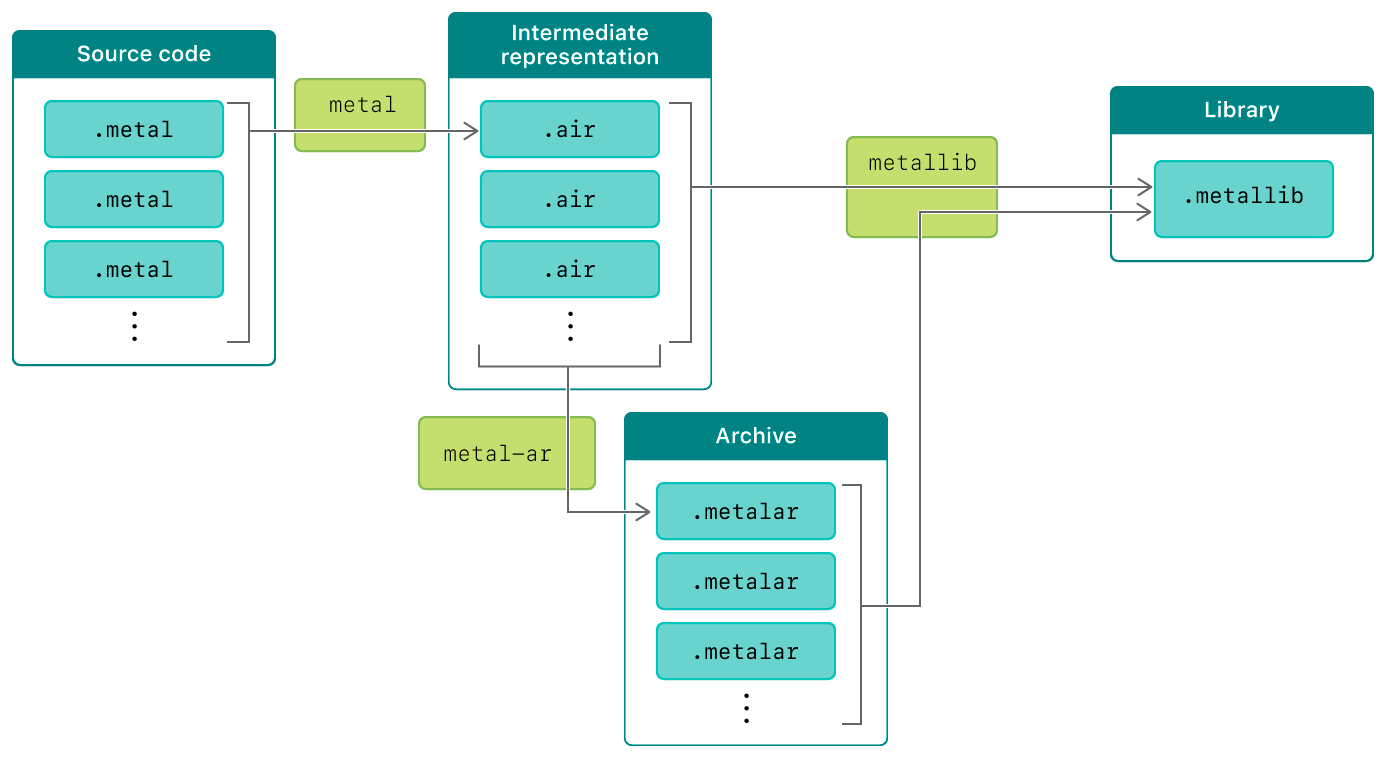 Source code
.metal
.metal
.metal
metal
Intermediate
representation
.air
.air
.air
metallib
Library
.metallib
metal-ar
Archive
.metalar
.metalar
.metalar